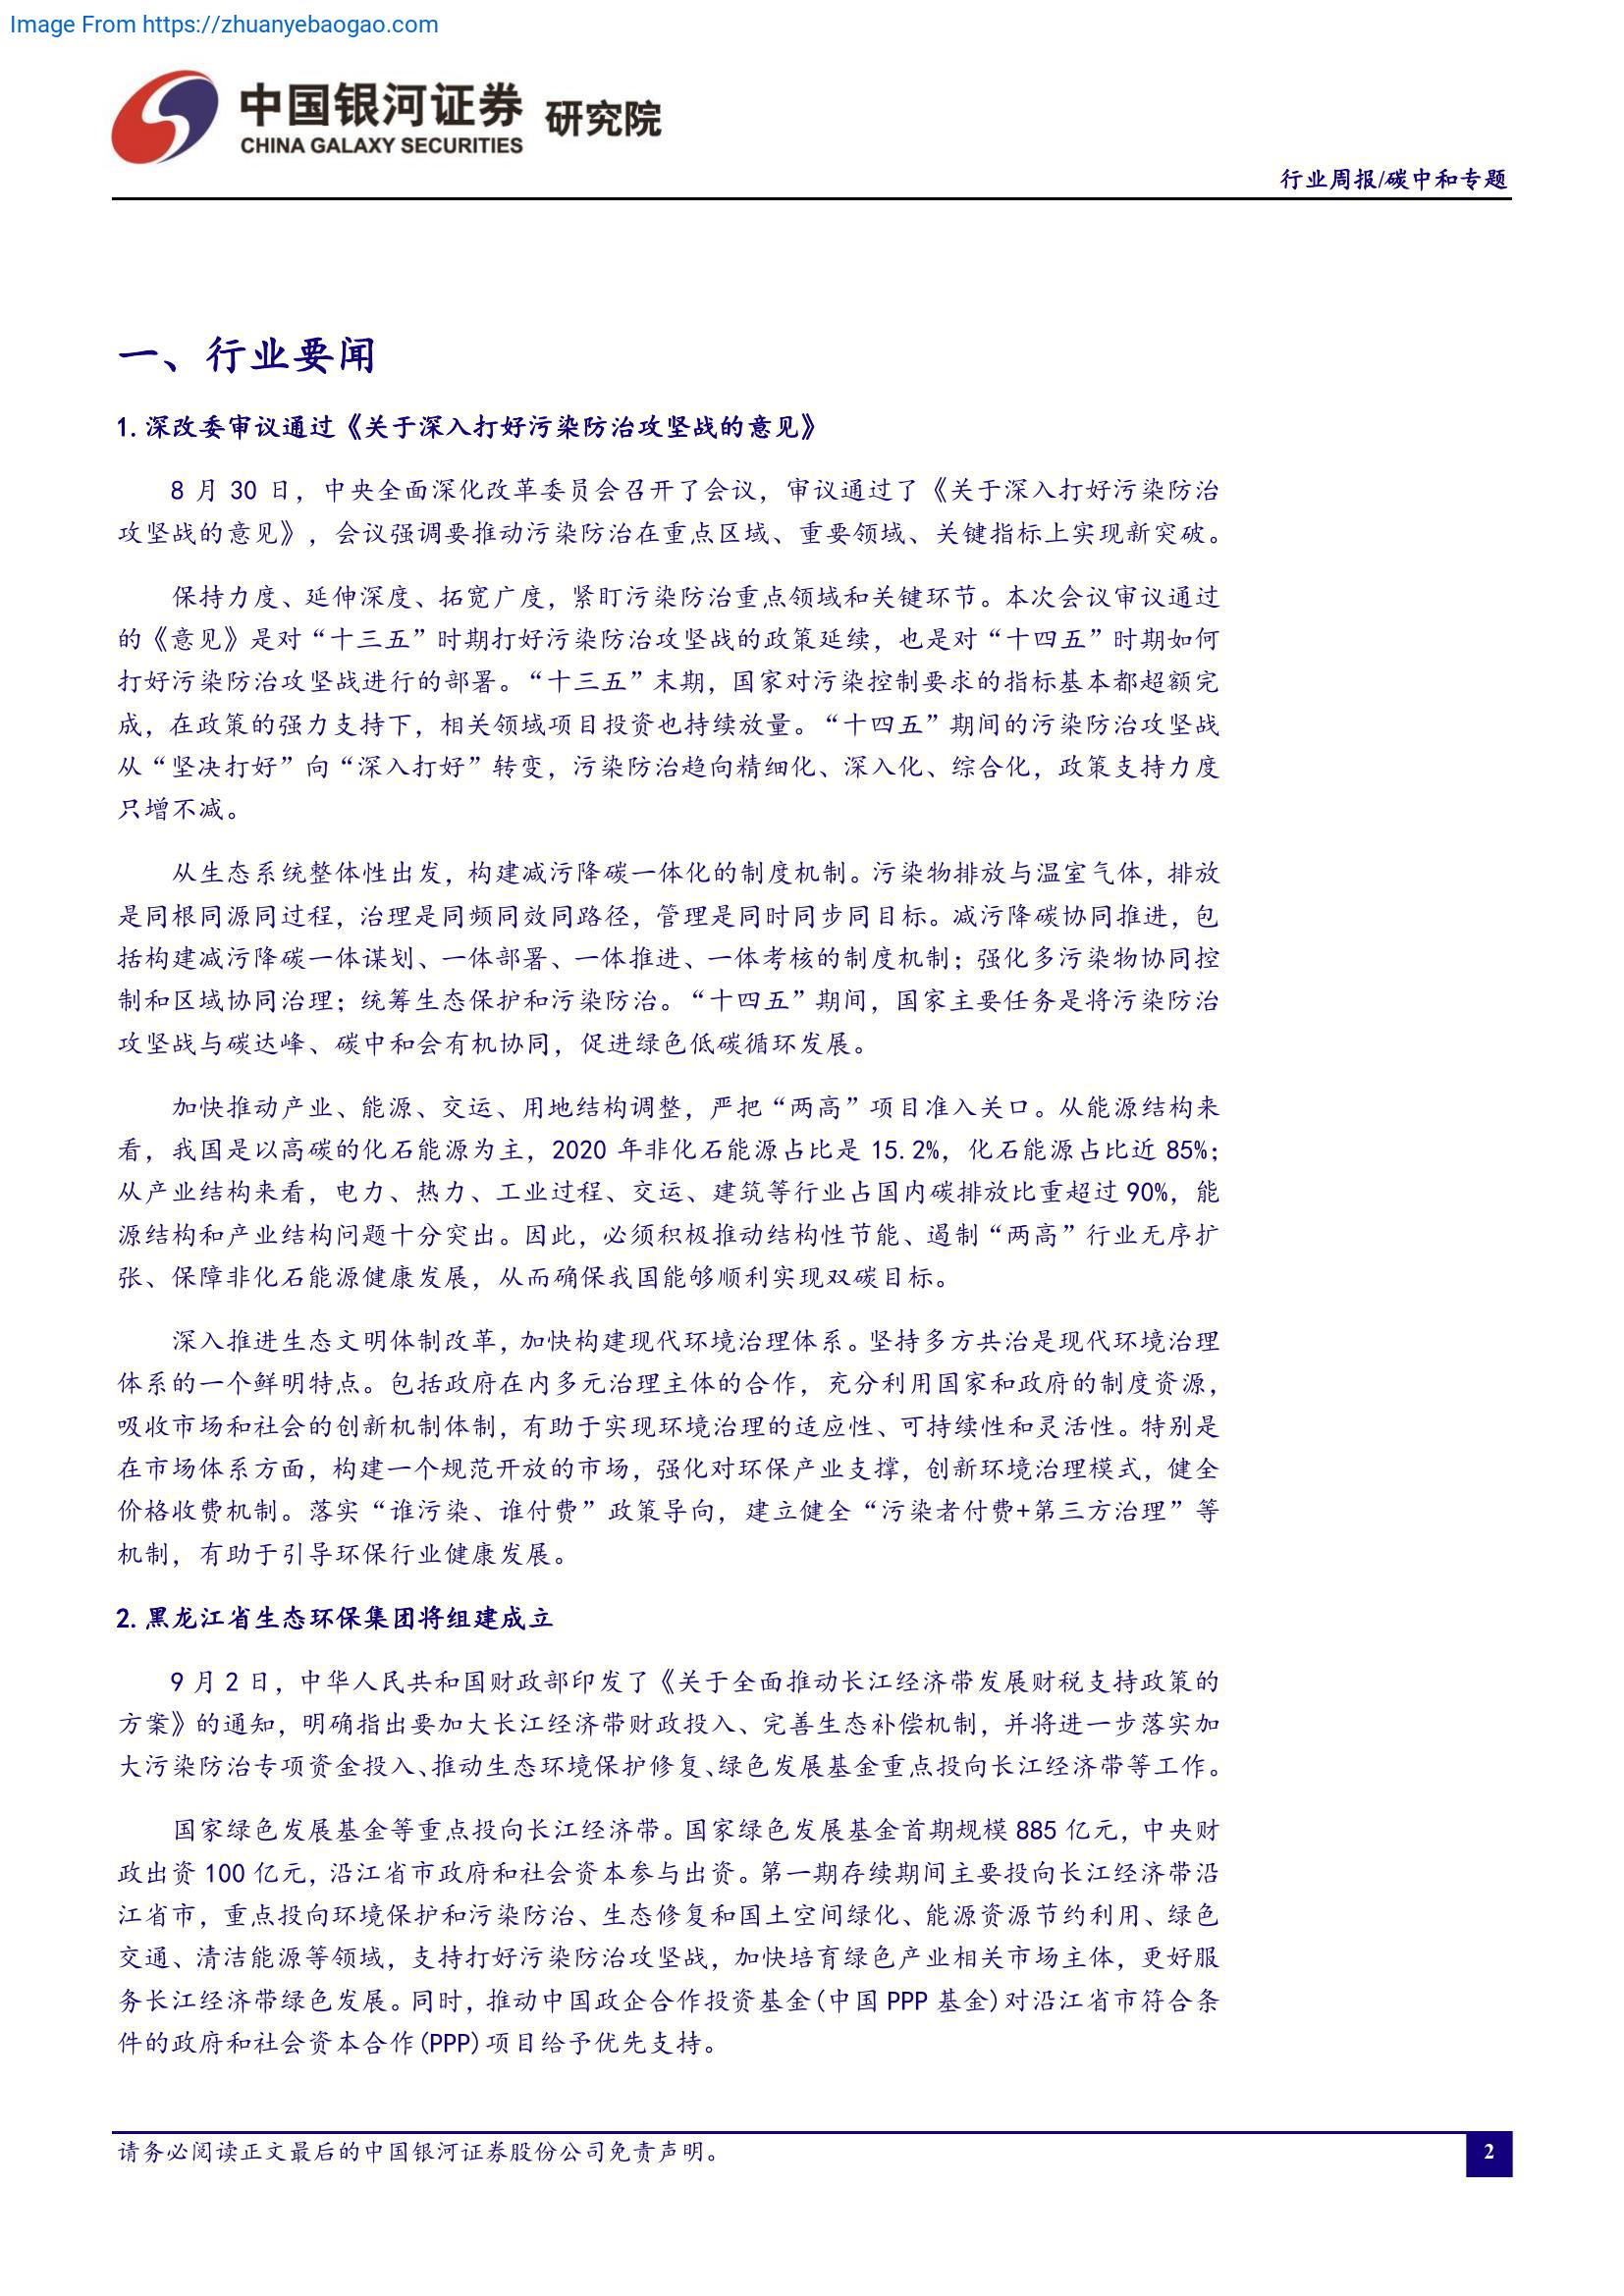 Image From https://zhuanyebaogao.com
中国银河证券 研究院
CHINA GALAXY SECURITIES
行业周报/碳中和专题
一、行业要闻
1.深改委审议通过《关于深入打好污染防治攻坚战的意见》
8 月 30 日，中央全面深化改革委员会召开了会议，审议通过了《关于深入打好污染防治
攻坚战的意见》，会议强调要推动污染防治在重点区域、重要领域、关键指标上实现新突破。
保持力度、延伸深度、拓宽广度，紧盯污染防治重点领域和关键环节。本次会议审议通过
的《意见》是对“十三五”时期打好污染防治攻坚战的政策延续，也是对“十四五”时期如何
打好污染防治攻坚战进行的部署。“十三五”末期，国家对污染控制要求的指标基本都超额完
成，在政策的强力支持下，相关领域项目投资也持续放量。“十四五”期间的污染防治攻坚战
从“坚决打好”向“深入打好”转变，污染防治趋向精细化、深入化、综合化，政策支持力度
只增不减。
从生态系统整体性出发，构建减污降碳一体化的制度机制。污染物排放与温室气体，排放
是同根同源同过程，治理是同频同效同路径，管理是同时同步同目标。减污降碳协同推进，包
括构建减污降碳一体谋划、一体部署、一体推进、一体考核的制度机制；强化多污染物协同控
制和区域协同治理；统筹生态保护和污染防治。“十四五”期间，国家主要任务是将污染防治
攻坚战与碳达峰、碳中和会有机协同，促进绿色低碳循环发展。
加快推动产业、能源、交运、用地结构调整，严把“两高”项目准入关口。从能源结构来
看，我国是以高碳的化石能源为主，2020 年非化石能源占比是 15.2%，化石能源占比近 85%；
从产业结构来看，电力、热力、工业过程、交运、建筑等行业占国内碳排放比重超过 90%，能
源结构和产业结构问题十分突出。因此，必须积极推动结构性节能、遏制“两高”行业无序扩
张、保障非化石能源健康发展，从而确保我国能够顺利实现双碳目标。
深入推进生态文明体制改革，加快构建现代环境治理体系。坚持多方共治是现代环境治理
体系的一个鲜明特点。包括政府在内多元治理主体的合作，充分利用国家和政府的制度资源，
吸收市场和社会的创新机制体制，有助于实现环境治理的适应性、可持续性和灵活性。特别是
在市场体系方面，构建一个规范开放的市场，强化对环保产业支撑，创新环境治理模式，健全
价格收费机制。落实“谁污染、谁付费”政策导向，建立健全“污染者付费+第三方治理”等
机制，有助于引导环保行业健康发展。
2.黑龙江省生态环保集团将组建成立
9 月 2 日，中华人民共和国财政部印发了《关于全面推动长江经济带发展财税支持政策的
方案》的通知，明确指出要加大长江经济带财政投入、完善生态补偿机制，并将进一步落实加
大污染防治专项资金投入、推动生态环境保护修复、绿色发展基金重点投向长江经济带等工作。
国家绿色发展基金等重点投向长江经济带。国家绿色发展基金首期规模 885 亿元，中央财
政出资 100 亿元，沿江省市政府和社会资本参与出资。第一期存续期间主要投向长江经济带沿
江省市，重点投向环境保护和污染防治、生态修复和国土空间绿化、能源资源节约利用、绿色
交通、清洁能源等领域，支持打好污染防治攻坚战，加快培育绿色产业相关市场主体，更好服
务长江经济带绿色发展。同时，推动中国政企合作投资基金(中国 PPP 基金)对沿江省市符合条
件的政府和社会资本合作(PPP)项目给予优先支持。
请务必阅读正文最后的中国银河证券股份公司免责声明。
2